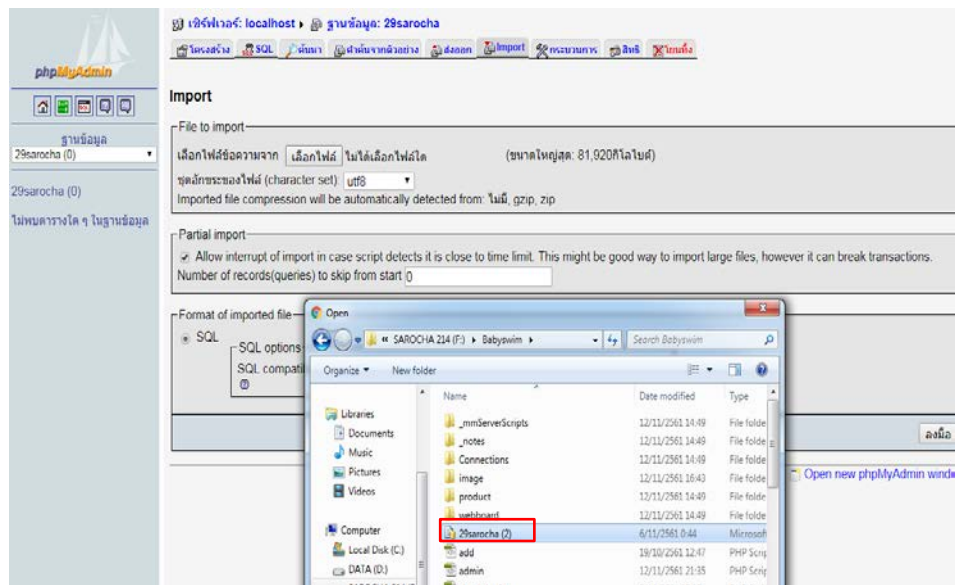 phpMyAdmin
ฐานข้อมูล
29sarocha (0)
29sarocha (0)
ไม่พบตารางใด ๆ ในฐานข้อมูล
เซิร์ฟเวอร์: localhost ▸ ฐานข้อมูล: 29sarocha
โครงสร้าง SQL ค้นหา คำค้นจากตัวอย่าง ส่งออก Import กระบวนการ สิทธิ โยนทิ้ง
Import
File to import
เลือกไฟล์ข้อความจาก เลือกไฟล์ ไม่ได้เลือกไฟล์ใด (ขนาดใหญ่สุด: 81,920กิโลไบต์)
ชุดอักขระของไฟล์ (character set): utf8
Imported file compression will be automatically detected from: ไม่มี, gzip, zip
Partial import
Allow interrupt of import in case script detects it is close to time limit. This might be good way to import large files, however it can break transactions.
Number of records(queries) to skip from start 0
Format of imported file
SQL
SQL options
SQL compati
Open
« SAROCHA 214 (F:) ▸ Babyswim ▸ Search Babyswim
Organize New folder
Name Date modified Type
Libraries
Documents
Music
Pictures
Videos
Computer
Local Disk (C:)
DATA (D:)
_mmServerScripts 12/11/2561 14:49 File folde
_notes 12/11/2561 14:49 File folde
Connections 12/11/2561 14:49 File folde
image 12/11/2561 16:43 File folde
product 12/11/2561 14:49 File folde
webboard 12/11/2561 14:49 File folde
29sarocha (2) 6/11/2561 0:44 Microsoft
add 19/10/2561 12:47 PHP Scrip
admin 12/11/2561 21:35 PHP Scrip
ลงมือ
Open new phpMyAdmin windo